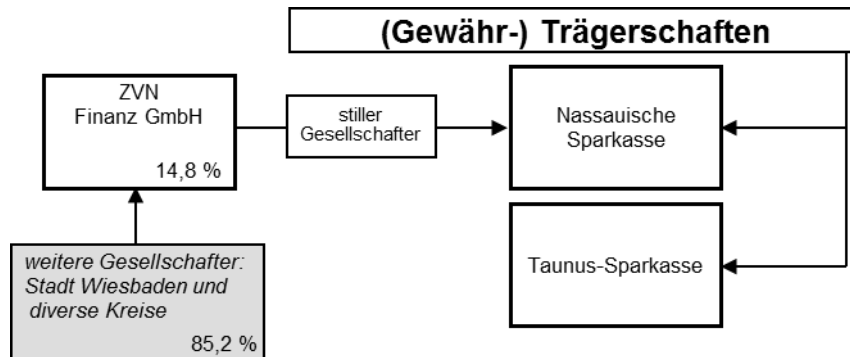 (Gewähr-) Trägerschaften
ZVN
Finanz GmbH
14,8 %
stiller
Gesellschafter
Nassauische
Sparkasse
weitere Gesellschafter:
Stadt Wiesbaden und
diverse Kreise
85,2 %
Taunus-Sparkasse